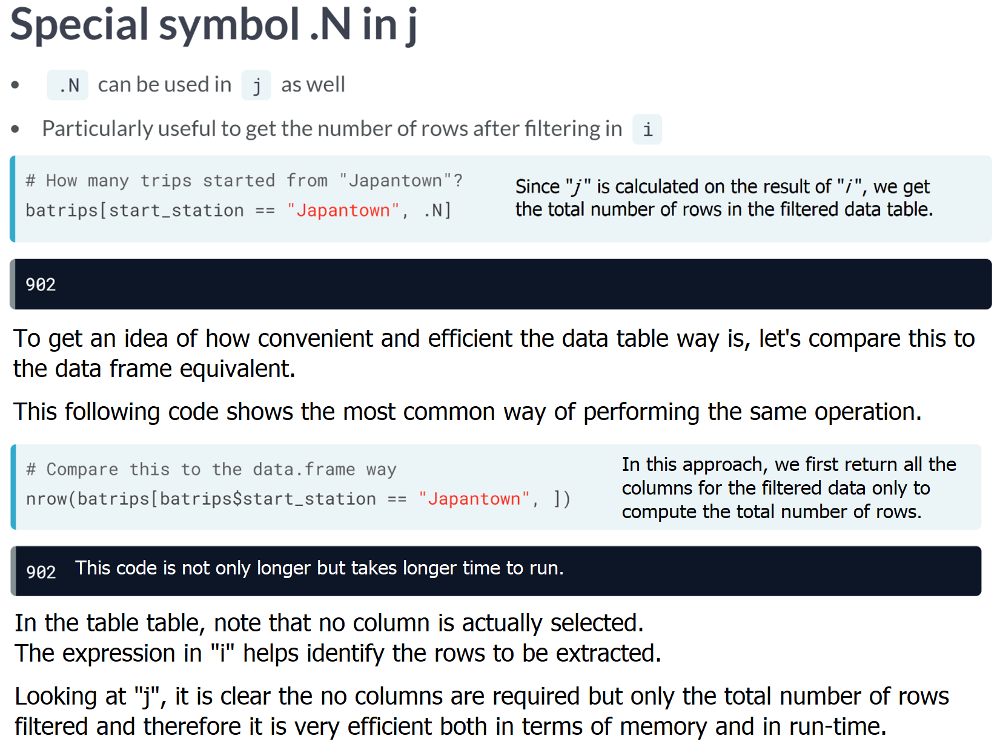 Special symbol .N in j
• .N can be used in j as well
• Particularly useful to get the number of rows after filtering in i
# How many trips started from "Japantown"?
batrips[start_station == "Japantown", .N]
Since "j" is calculated on the result of "i", we get
the total number of rows in the filtered data table.
902
To get an idea of how convenient and efficient the data table way is, let's compare this to
the data frame equivalent.
This following code shows the most common way of performing the same operation.
# Compare this to the data.frame way
nrow(batrips[batrips$start_station == "Japantown", ])
In this approach, we first return all the
columns for the filtered data only to
compute the total number of rows.
902 This code is not only longer but takes longer time to run.
In the table table, note that no column is actually selected.
The expression in "i" helps identify the rows to be extracted.
Looking at "j", it is clear the no columns are required but only the total number of rows
filtered and therefore it is very efficient both in terms of memory and in run-time.